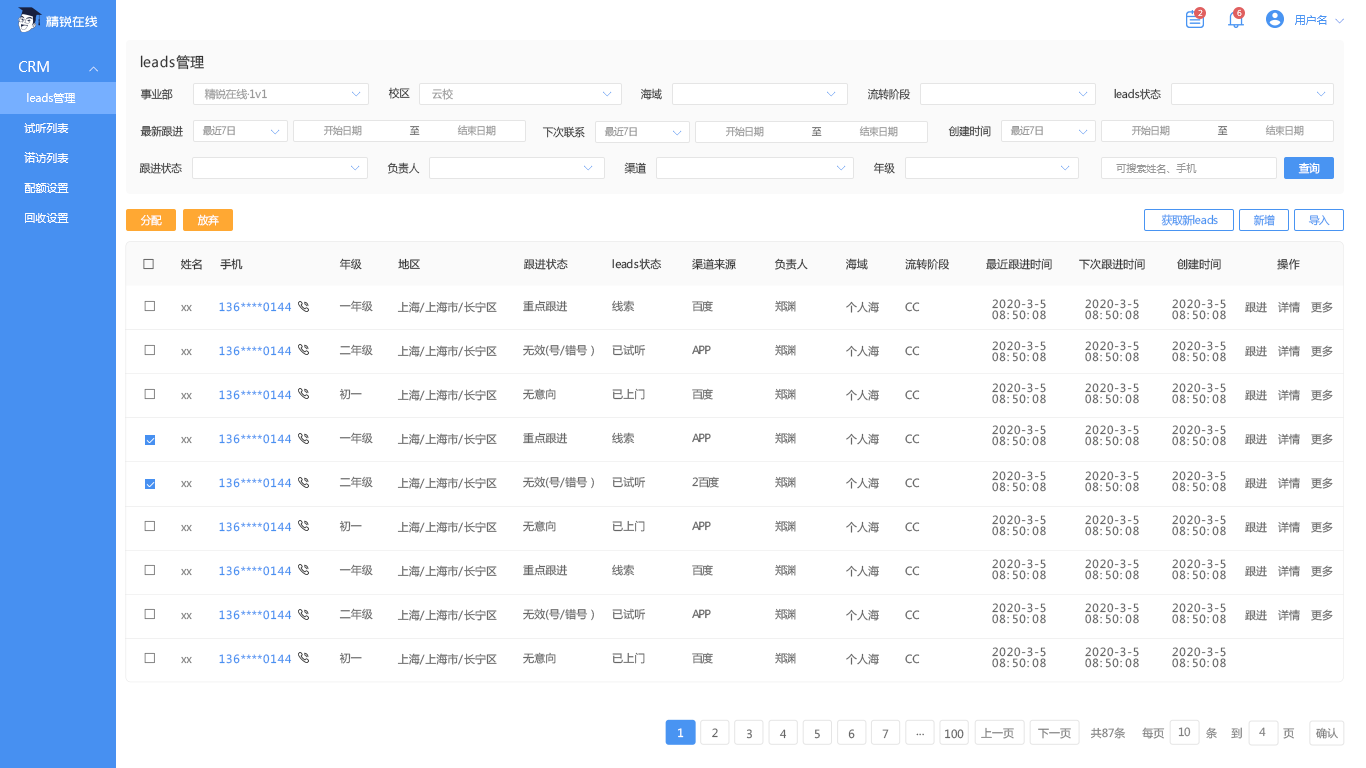 精锐在线
2
6
用户名
CRM
leads管理
试听列表
诺访列表
配额设置
回收设置
leads管理
事业部 精锐在线·1v1 校区 云校 海域 流转阶段 leads状态
最新跟进 最近7日 开始日期 至 结束日期 下次联系 最近7日 开始日期 至 结束日期 创建时间 最近7日 开始日期 至 结束日期
跟进状态 负责人 渠道 年级 可搜索姓名、手机 查询
分配 放弃 获取新leads 新增 导入
姓名 手机 年级 地区 跟进状态 leads状态 渠道来源 负责人 海域 流转阶段 最近跟进时间 下次跟进时间 创建时间 操作
xx 136****0144 一年级 上海/上海市/长宁区 重点跟进 线索 百度 郑渊 个人海 CC 2020-3-5 08:50:08 2020-3-5 08:50:08 2020-3-5 08:50:08 跟进 详情 更多
xx 136****0144 二年级 上海/上海市/长宁区 无效(号/错号 ) 已试听 APP 郑渊 个人海 CC 2020-3-5 08:50:08 2020-3-5 08:50:08 2020-3-5 08:50:08 跟进 详情 更多
xx 136****0144 初一 上海/上海市/长宁区 无意向 已上门 百度 郑渊 个人海 CC 2020-3-5 08:50:08 2020-3-5 08:50:08 2020-3-5 08:50:08 跟进 详情 更多
xx 136****0144 一年级 上海/上海市/长宁区 重点跟进 线索 APP 郑渊 个人海 CC 2020-3-5 08:50:08 2020-3-5 08:50:08 2020-3-5 08:50:08 跟进 详情 更多
xx 136****0144 二年级 上海/上海市/长宁区 无效(号/错号 ) 已试听 2百度 郑渊 个人海 CC 2020-3-5 08:50:08 2020-3-5 08:50:08 2020-3-5 08:50:08 跟进 详情 更多
xx 136****0144 初一 上海/上海市/长宁区 无意向 已上门 APP 郑渊 个人海 CC 2020-3-5 08:50:08 2020-3-5 08:50:08 2020-3-5 08:50:08 跟进 详情 更多
xx 136****0144 一年级 上海/上海市/长宁区 重点跟进 线索 百度 郑渊 个人海 CC 2020-3-5 08:50:08 2020-3-5 08:50:08 2020-3-5 08:50:08 跟进 详情 更多
xx 136****0144 二年级 上海/上海市/长宁区 无效(号/错号 ) 已试听 APP 郑渊 个人海 CC 2020-3-5 08:50:08 2020-3-5 08:50:08 2020-3-5 08:50:08 跟进 详情 更多
xx 136****0144 初一 上海/上海市/长宁区 无意向 已上门 百度 郑渊 个人海 CC 2020-3-5 08:50:08 2020-3-5 08:50:08 2020-3-5 08:50:08
1 2 3 4 5 6 7 ... 100 上一页 下一页 共87条 每页 10 条 到 4 页 确认